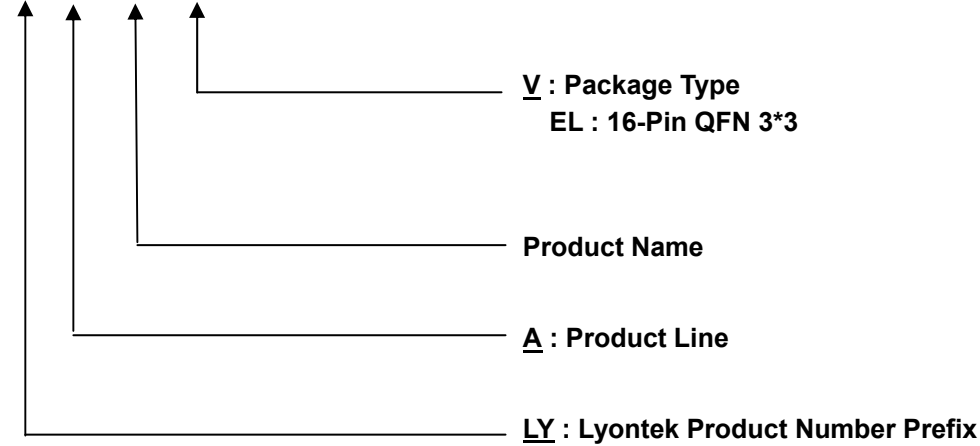 V : Package Type
EL : 16-Pin QFN 3*3
Product Name
A : Product Line
LY : Lyontek Product Number Prefix